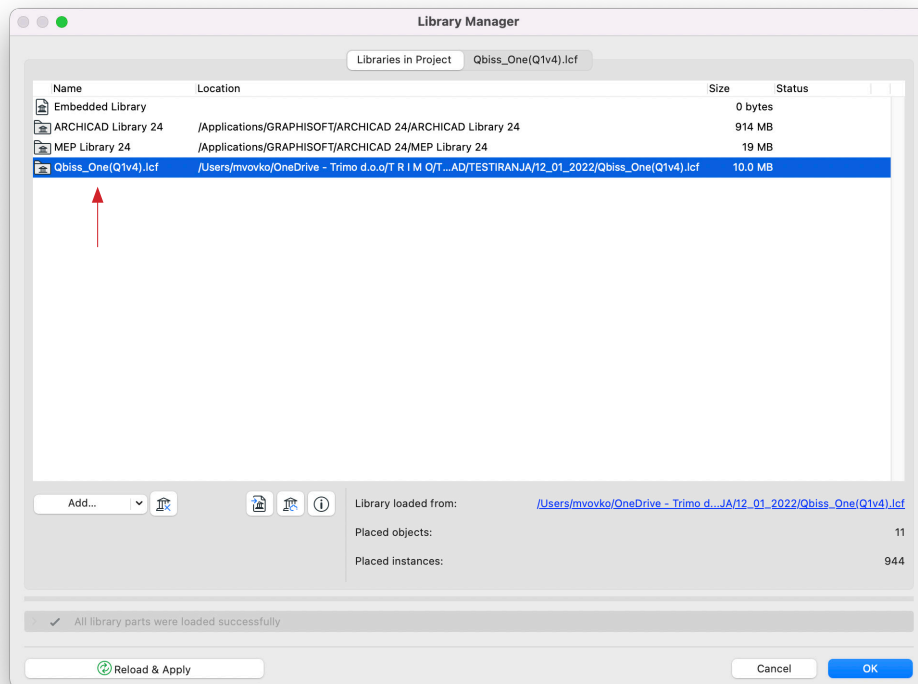 Library Manager
Libraries in Project Qbiss_One(Q1v4).lcf
Name Location Size Status
Embedded Library 0 bytes
ARCHICAD Library 24 /Applications/GRAPHISOFT/ARCHICAD 24/ARCHICAD Library 24 914 MB
MEP Library 24 /Applications/GRAPHISOFT/ARCHICAD 24/MEP Library 24 19 MB
Qbiss_One(Q1v4).lcf /Users/mvovko/OneDrive - Trimo d.o.o/T R I M O/T...AD/TESTIRANJA/12_01_2022/Qbiss_One(Q1v4).lcf 10.0 MB
Add... Library loaded from: /Users/mvovko/OneDrive - Trimo d...JA/12_01_2022/Qbiss_One(Q1v4).lcf
Placed objects: 11
Placed instances: 944
All library parts were loaded successfully
Reload & Apply Cancel OK